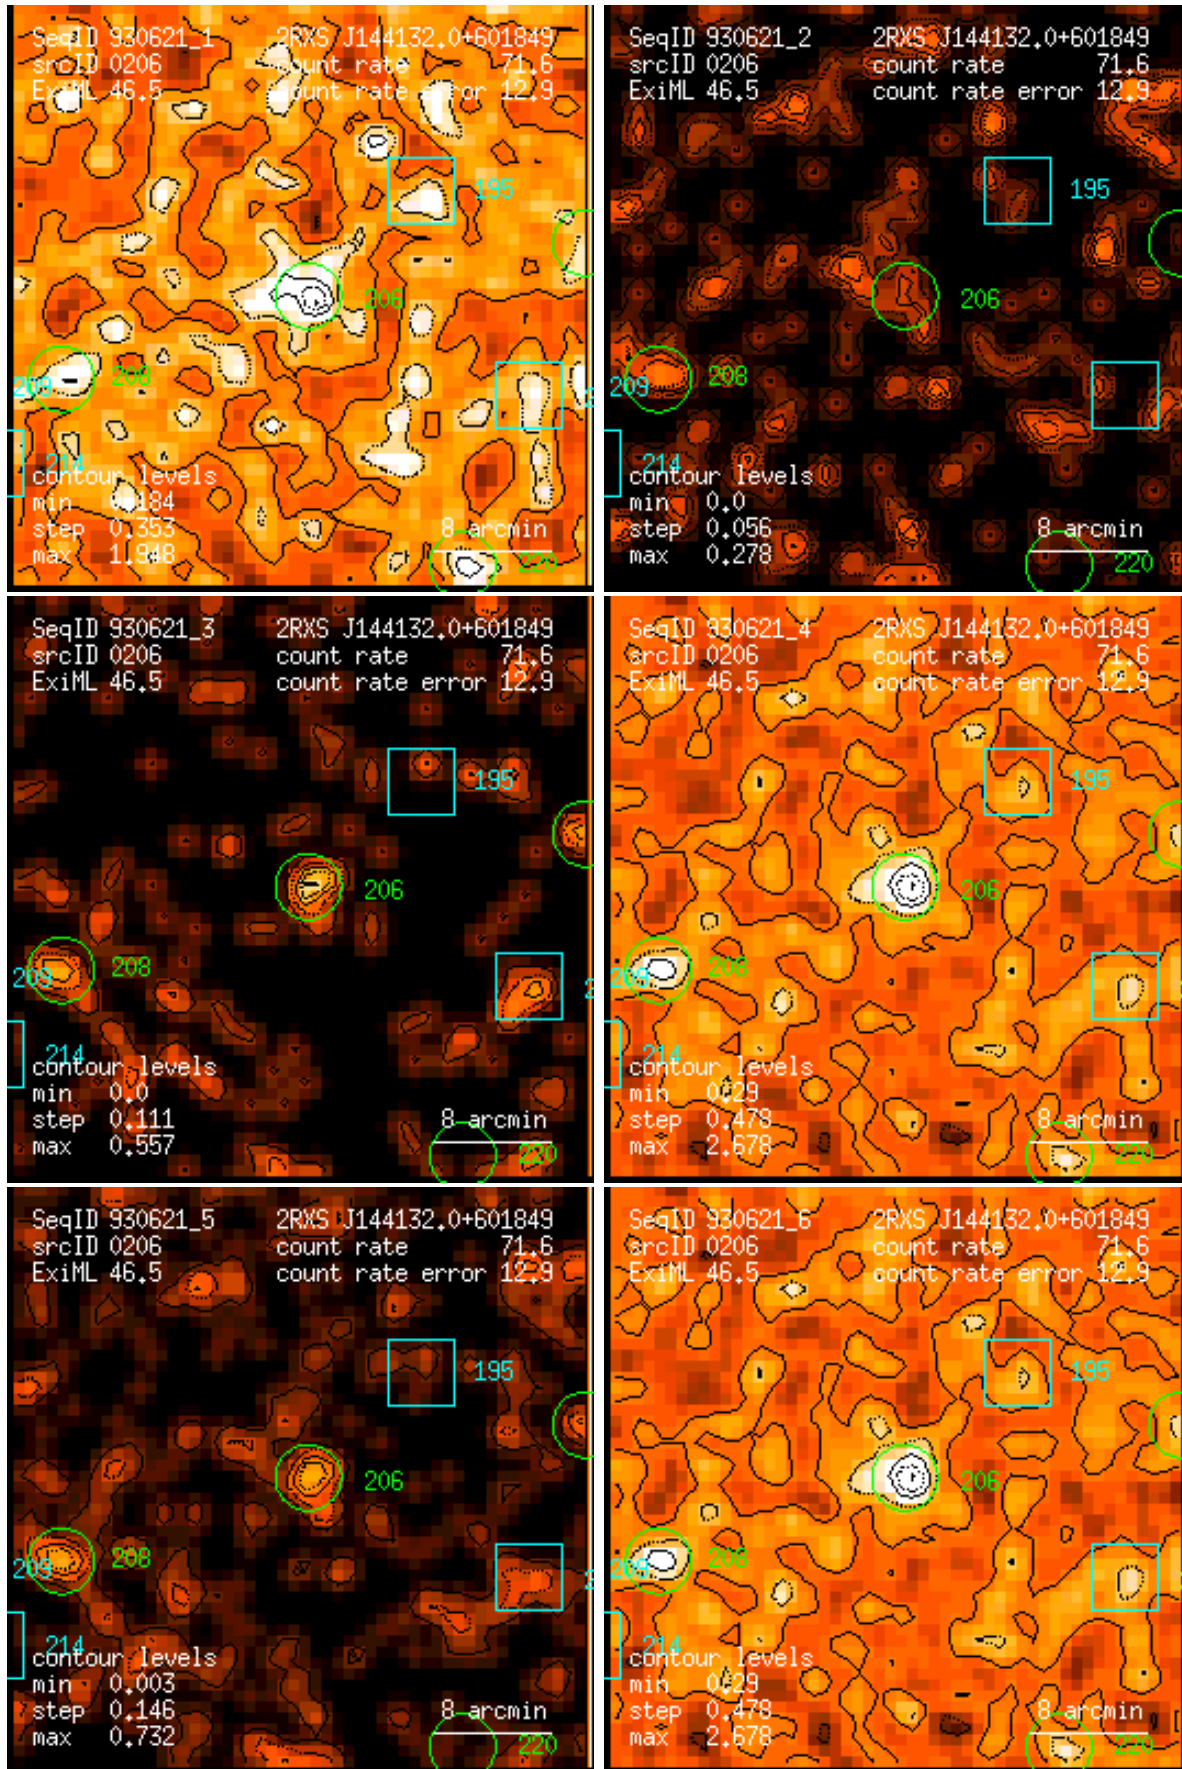 SeqID 930621_1 2RXS J144132.0+601849
srcID 0206 count rate 71.6
ExiML 46.5 count rate error 12.9
195
206
208
209
214
contour levels
min 0.184
step 0.353
max 1.948
8 arcmin
220
SeqID 930621_2 2RXS J144132.0+601849
srcID 0206 count rate 71.6
ExiML 46.5 count rate error 12.9
195
206
208
209
214
contour levels
min 0.0
step 0.056
max 0.278
8 arcmin
220
SeqID 930621_3 2RXS J144132.0+601849
srcID 0206 count rate 71.6
ExiML 46.5 count rate error 12.9
195
206
208
209
214
contour levels
min 0.0
step 0.111
max 0.557
8 arcmin
220
SeqID 930621_4 2RXS J144132.0+601849
srcID 0206 count rate 71.6
ExiML 46.5 count rate error 12.9
195
206
208
209
214
contour levels
min 0.29
step 0.478
max 2.678
8 arcmin
220
SeqID 930621_5 2RXS J144132.0+601849
srcID 0206 count rate 71.6
ExiML 46.5 count rate error 12.9
195
206
208
209
214
contour levels
min 0.003
step 0.146
max 0.732
8 arcmin
220
SeqID 930621_6 2RXS J144132.0+601849
srcID 0206 count rate 71.6
ExiML 46.5 count rate error 12.9
195
206
208
209
214
contour levels
min 0.29
step 0.478
max 2.678
8 arcmin
220